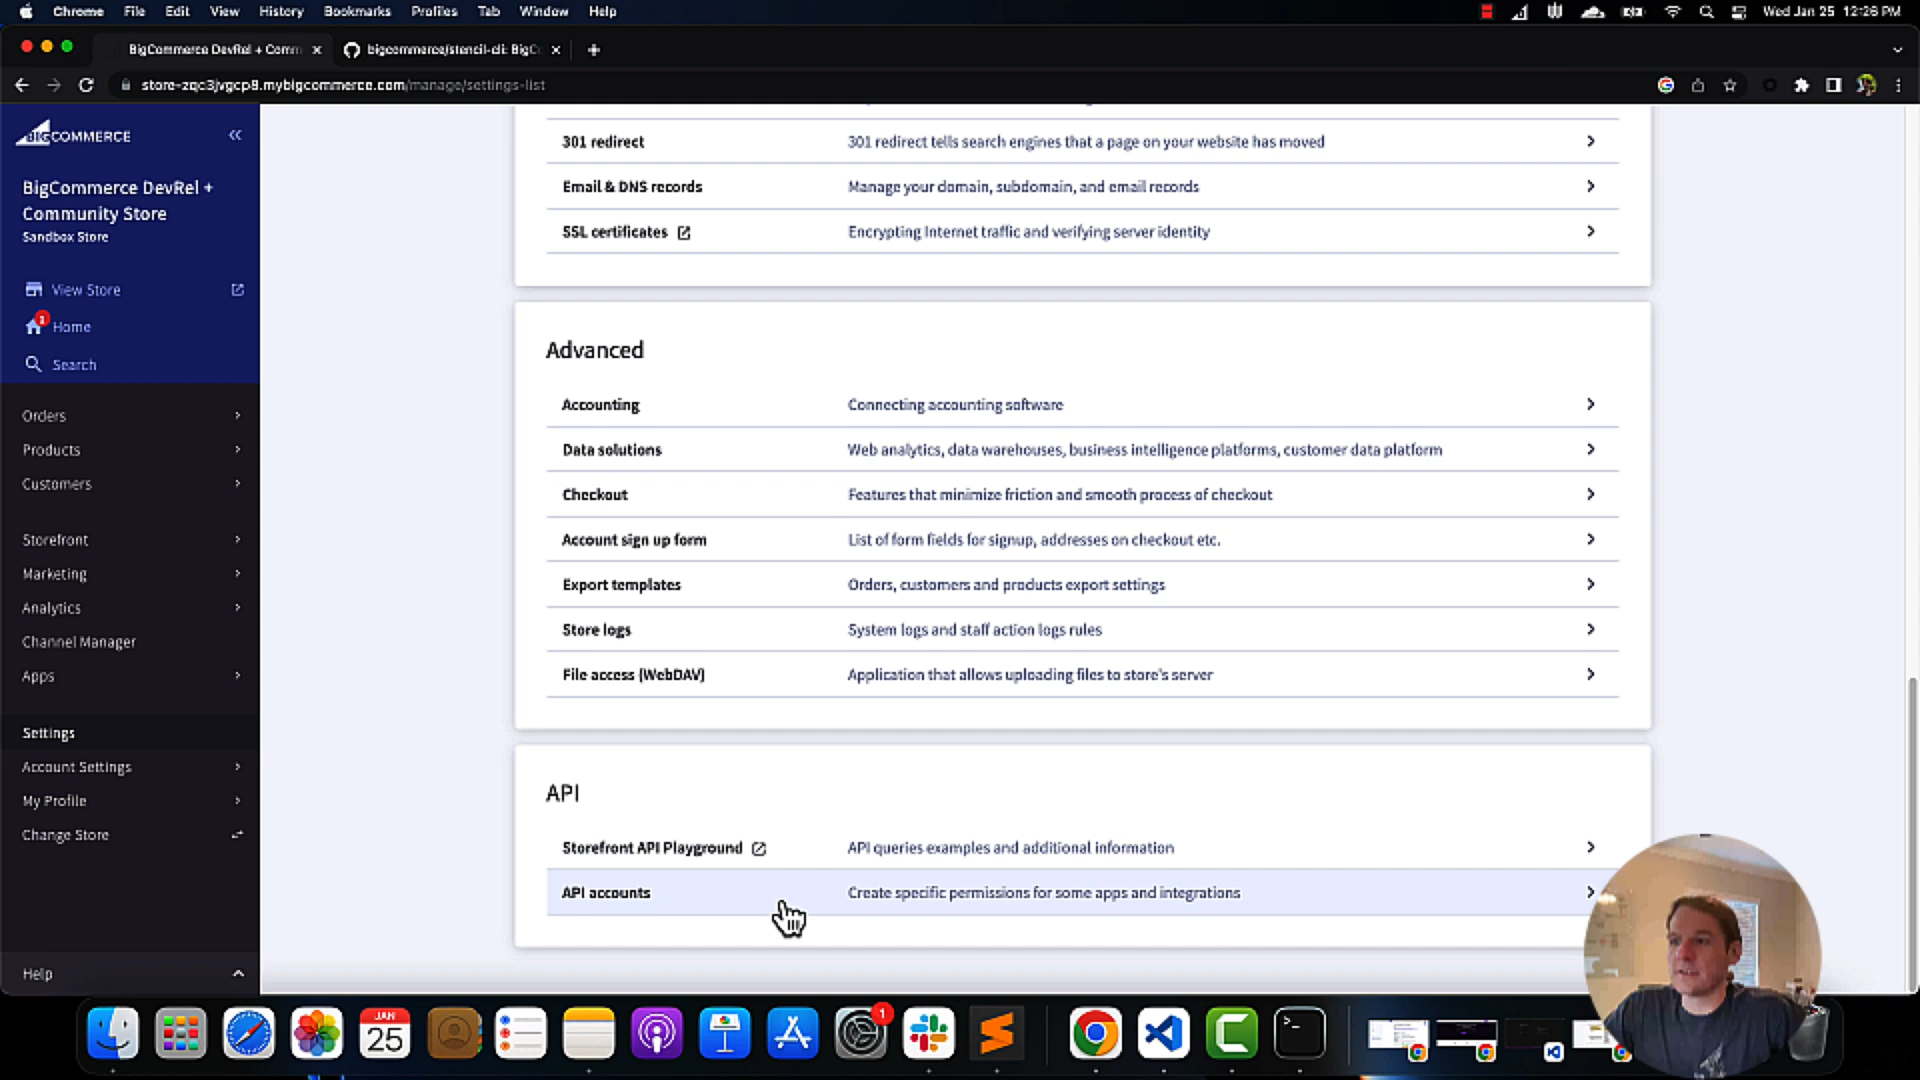 Chrome File Edit View History Bookmarks Profiles Tab Window Help
Wed Jan 25 12:26 PM
BigCommerce DevRel + Comm
bigcommerce/stencil-cli: BigC
store-zqc3jvgcp8.mybigcommerce.com/manage/settings-list
BIGCOMMERCE
BigCommerce DevRel +
Community Store
Sandbox Store
View Store
Home
Search
Orders
Products
Customers
Storefront
Marketing
Analytics
Channel Manager
Apps
Settings
Account Settings
My Profile
Change Store
Help
301 redirect 301 redirect tells search engines that a page on your website has moved
Email & DNS records Manage your domain, subdomain, and email records
SSL certificates Encrypting Internet traffic and verifying server identity
Advanced
Accounting Connecting accounting software
Data solutions Web analytics, data warehouses, business intelligence platforms, customer data platform
Checkout Features that minimize friction and smooth process of checkout
Account sign up form List of form fields for signup, addresses on checkout etc.
Export templates Orders, customers and products export settings
Store logs System logs and staff action logs rules
File access (WebDAV) Application that allows uploading files to store's server
API
Storefront API Playground API queries examples and additional information
API accounts Create specific permissions for some apps and integrations
JAN
25
1